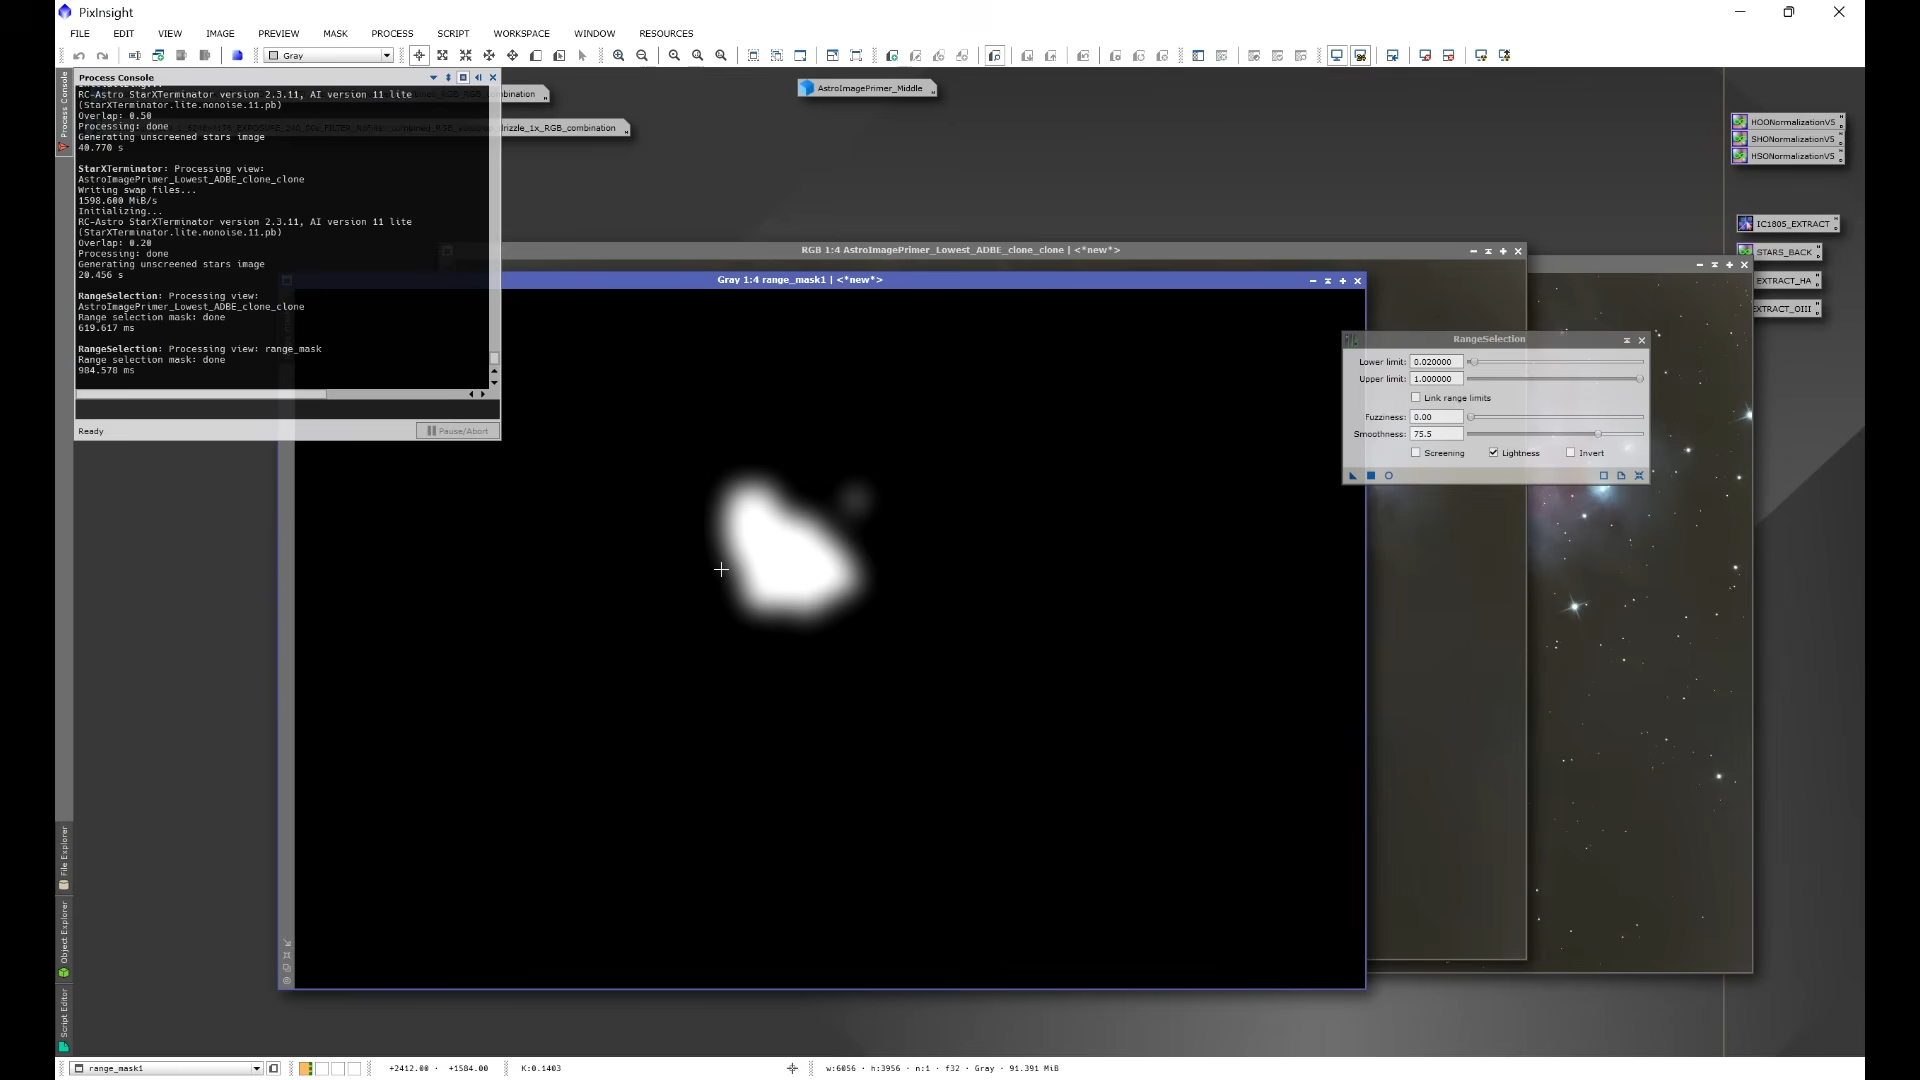 PixInsight
FILE EDIT VIEW IMAGE MASK PROCESS SCRIPT WORKSPACE WINDOW RESOURCES
Gray
Process Console
RC-Astro StarXTerminator version 2.3.11, AI version 11 lite
(StarXTerminator.lite.nonoise.11.pb)
Overlap: 0.50
Processing: done
Generating unscreened stars image
40.770 s
StarXTerminator: Processing view:
AstroImagePrimer_Lowest_ADBE_clone_clone
Writing swap files...
1598.600 MiB/s
Initializing...
RC-Astro StarXTerminator version 2.3.11, AI version 11 lite
(StarXTerminator.lite.nonoise.11.pb)
Overlap: 0.20
Processing: done
Generating unscreened stars image
20.456 s
RangeSelection: Processing view:
AstroImagePrimer_Lowest_ADBE_clone_clone
Range selection mask: done
619.617 ms
RangeSelection: Processing view: range_mask
Range selection mask: done
984.578 ms
Ready
Pause/Abort
Process Console
File Explorer
Object Explorer
Script Editor
bination
rizzle_1x_RGB_combination
AstroImagePrimer_Middle
HOONormalizationV5
SHONormalizationV5
HSONormalizationV5
IC1805_EXTRACT
STARS_BACK
EXTRACT_HA
EXTRACT_OIII
RGB 1:4 AstroImagePrimer_Lowest_ADBE_clone_clone | <*new*>
Gray 1:4 range_mask1 | <*new*>
RangeSelection
Lower limit: 0.020000
Upper limit: 1.000000
Link range limits
Fuzziness: 0.00
Smoothness: 75.5
Screening Lightness Invert
range_mask1
+2412.00 · +1584.00
K:0.1403
w:6056 · h:3956 · n:1 · f32 · Gray · 91.391 MiB